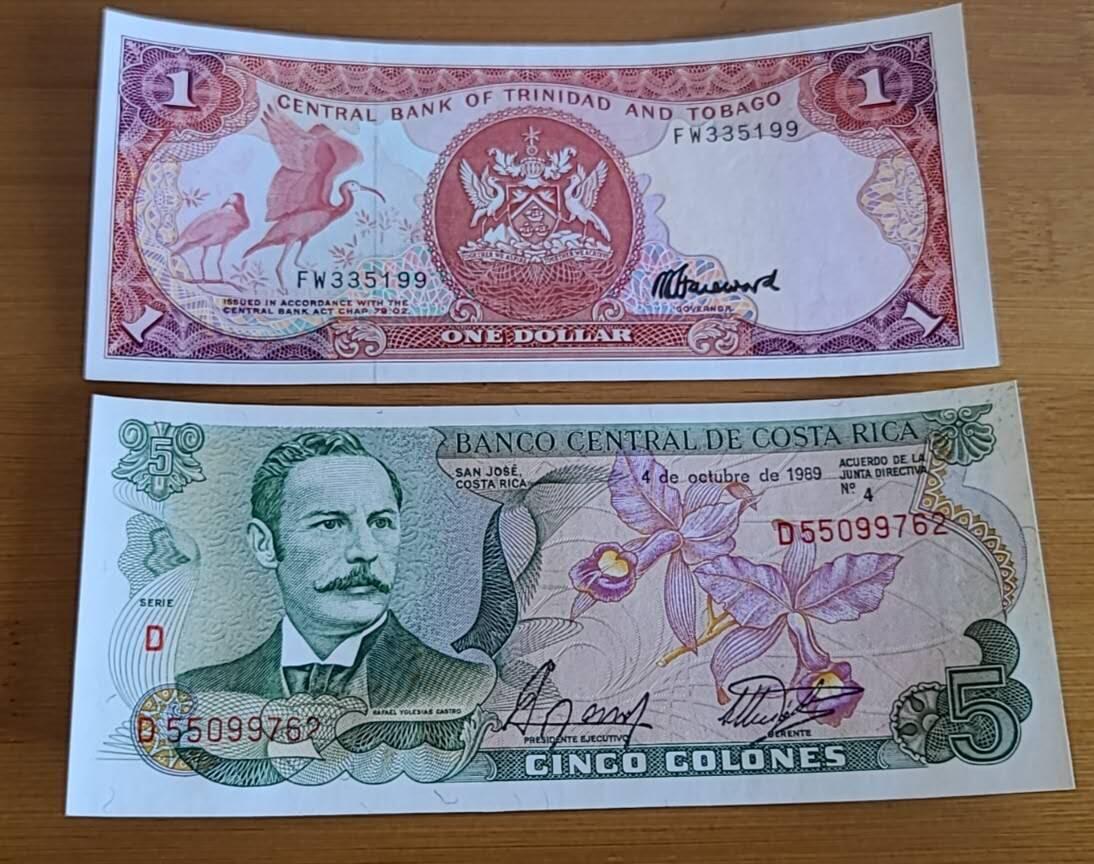 1
1
CENTRAL BANK OF TRINIDAD AND TOBAGO
FW335199
FW335199
ISSUED IN ACCORDANCE WITH THE
CENTRAL BANK ACT CHAP. 79:02.
GOVERNOR
1
ONE DOLLAR
1
5
BANCO CENTRAL DE COSTA RICA
SAN JOSÉ,
COSTA RICA
4 de octubre de 1989
ACUERDO DE LA
JUNTA DIRECTIVA
Nº 4
D55099762
SERIE
D
D55099762
RAFAEL YGLESIAS CASTRO
PRESIDENTE EJECUTIVO
GERENTE
CINCO COLONES
5